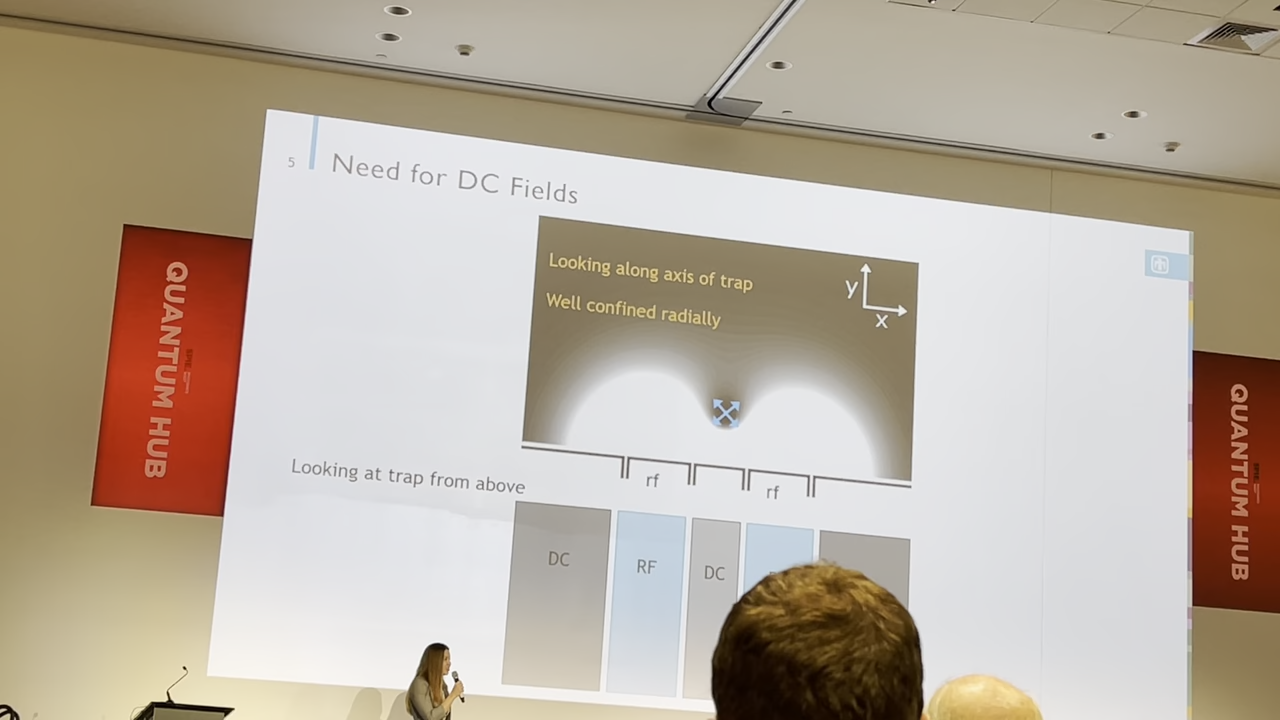 5
Need for DC Fields
Looking along axis of trap
Well confined radially
y
x
rf
rf
Looking at trap from above
DC
RF
DC
QUANTUM HUB
QUANTUM HUB